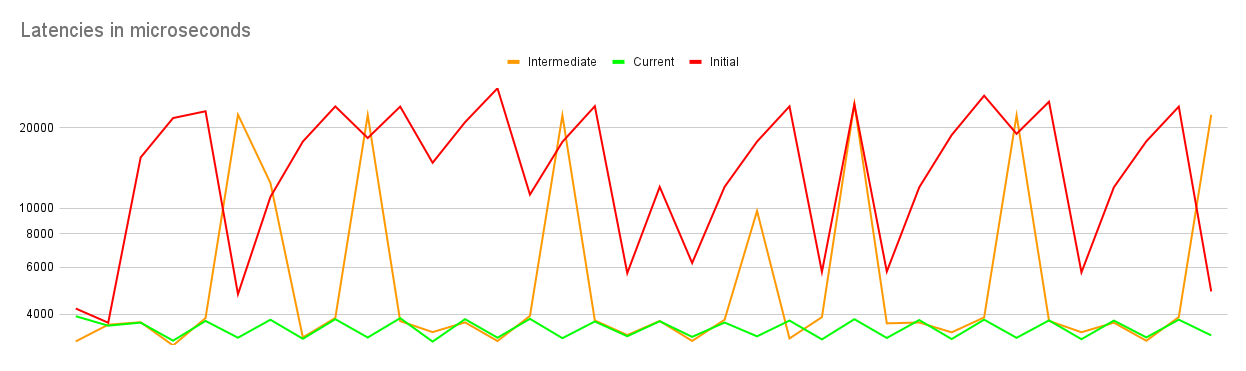 Latencies in microseconds
Intermediate Current Initial
20000
10000
8000
6000
4000